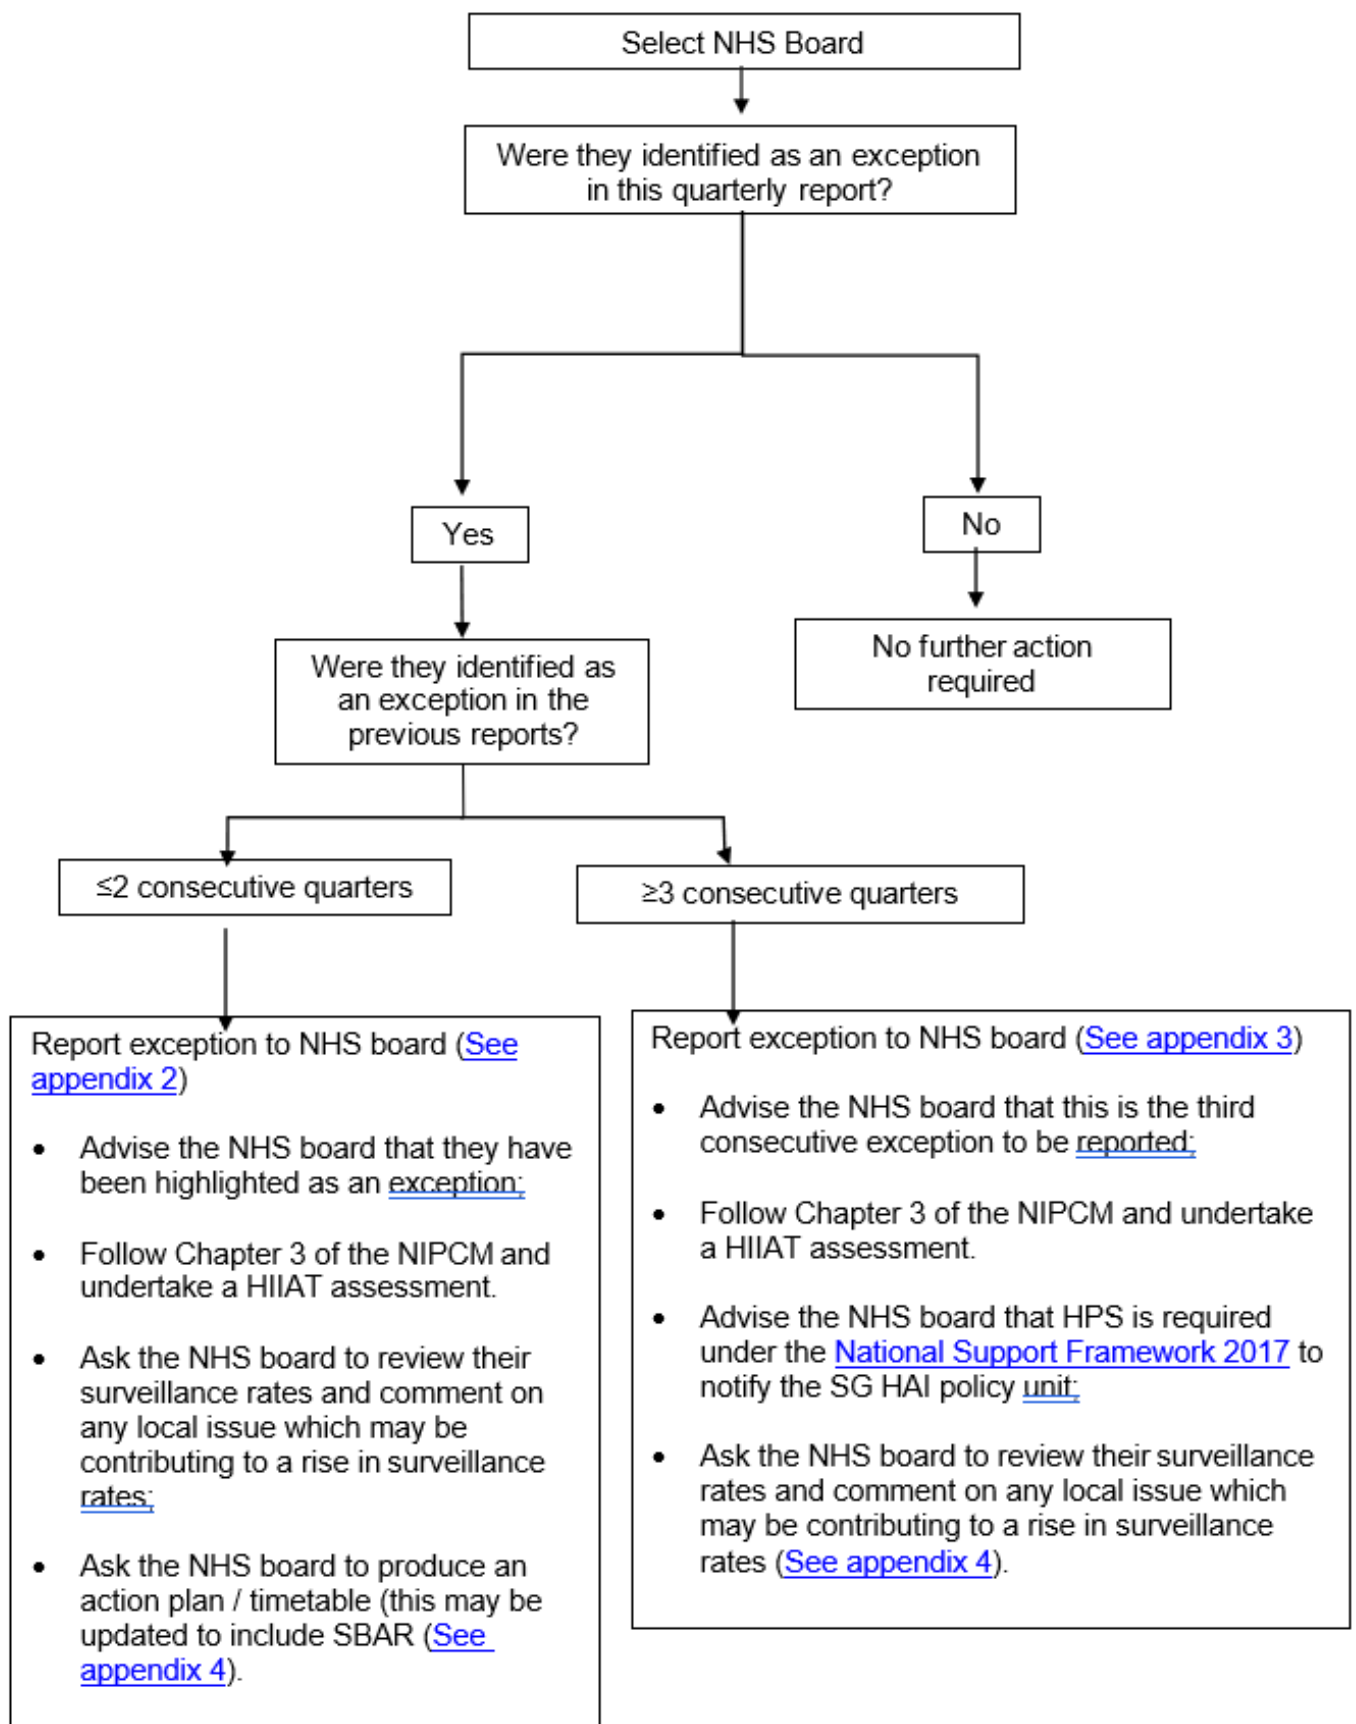 Select NHS Board
Were they identified as an exception
in this quarterly report?
Yes
No
Were they identified as
an exception in the
previous reports?
No further action
required
≤2 consecutive quarters
≥3 consecutive quarters
Report exception to NHS board (See
appendix 2)
• Advise the NHS board that they have
been highlighted as an exception;
• Follow Chapter 3 of the NIPCM and
undertake a HIIAT assessment.
• Ask the NHS board to review their
surveillance rates and comment on
any local issue which may be
contributing to a rise in surveillance
rates;
• Ask the NHS board to produce an
action plan / timetable (this may be
updated to include SBAR (See
appendix 4).
Report exception to NHS board (See appendix 3)
• Advise the NHS board that this is the third
consecutive exception to be reported;
• Follow Chapter 3 of the NIPCM and undertake
a HIIAT assessment.
• Advise the NHS board that HPS is required
under the National Support Framework 2017 to
notify the SG HAI policy unit;
• Ask the NHS board to review their surveillance
rates and comment on any local issue which
may be contributing to a rise in surveillance
rates (See appendix 4).